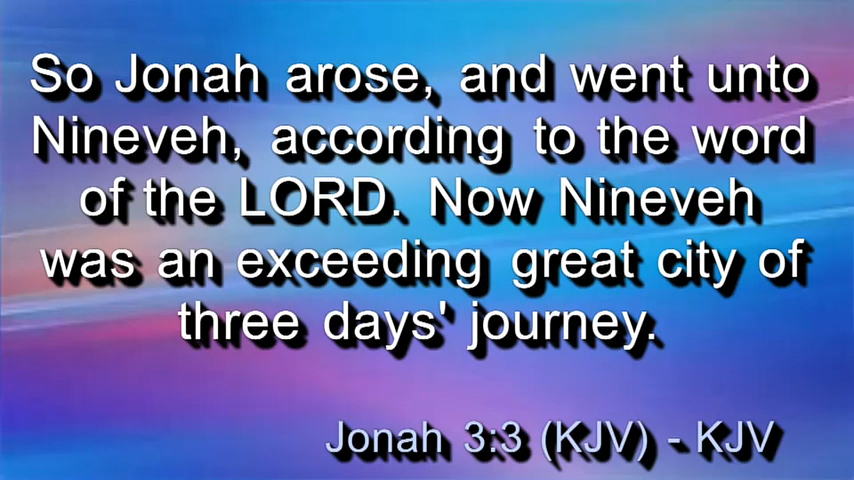 So Jonah arose, and went unto
Nineveh, according to the word
of the LORD. Now Nineveh
was an exceeding great city of
three days' journey.
Jonah 3:3 (KJV) - KJV